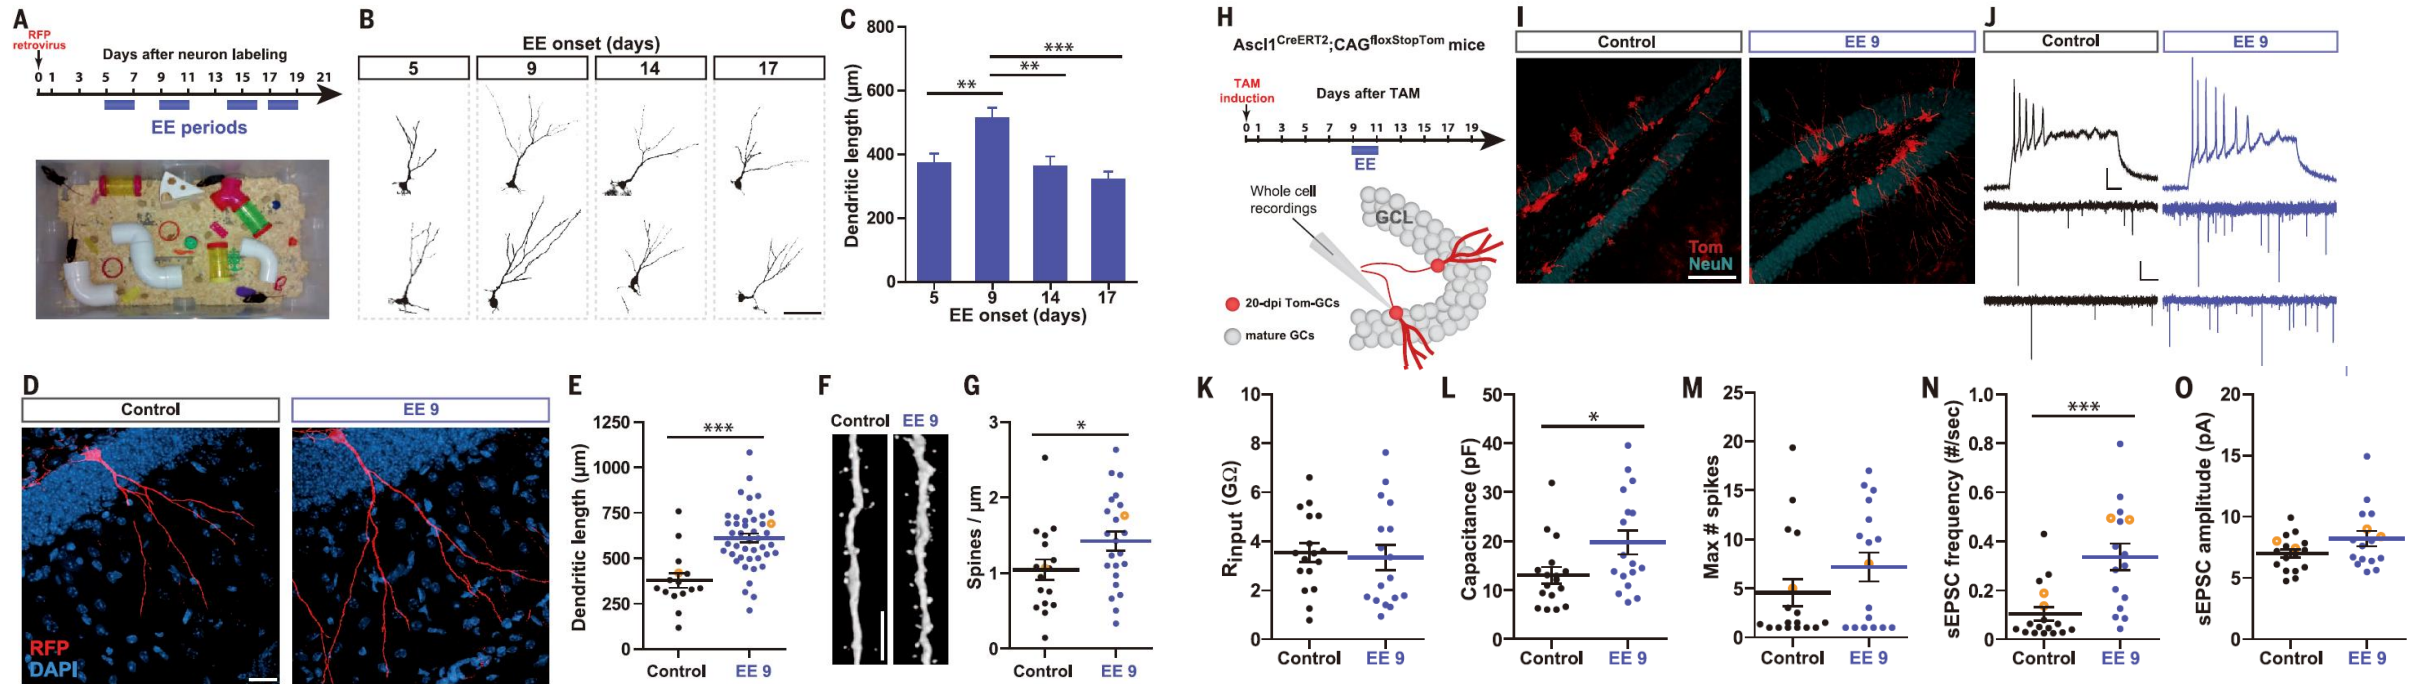 A
RFP
retrovirus
Days after neuron labeling
0 1 3 5 7 9 11 13 15 17 19 21
EE periods
B
EE onset (days)
5 9 14 17
C
Dendritic length (µm)
800
600
400
200
0
** ** ***
5 9 14 17
EE onset (days)
D
Control EE 9
RFP
DAPI
E
Dendritic length (µm)
1250
1000
750
500
250
0
***
Control EE 9
F
Control EE 9
G
Spines / µm
3
2
1
0
*
Control EE 9
H
Ascl1CreERT2;CAGfloxStopTom mice
TAM
induction
Days after TAM
0 1 3 5 7 9 11 13 15 17 19
EE
Whole cell
recordings
GCL
20-dpi Tom-GCs
mature GCs
I
Control EE 9
Tom
NeuN
J
Control EE 9
K
Rinput (GΩ)
10
8
6
4
2
0
Control EE 9
L
Capacitance (pF)
50
40
30
20
10
0
*
Control EE 9
M
Max # spikes
25
20
15
10
5
0
Control EE 9
N
sEPSC frequency (#/sec)
1.0
0.8
0.6
0.4
0.2
0
***
Control EE 9
O
sEPSC amplitude (pA)
20
15
10
5
0
Control EE 9